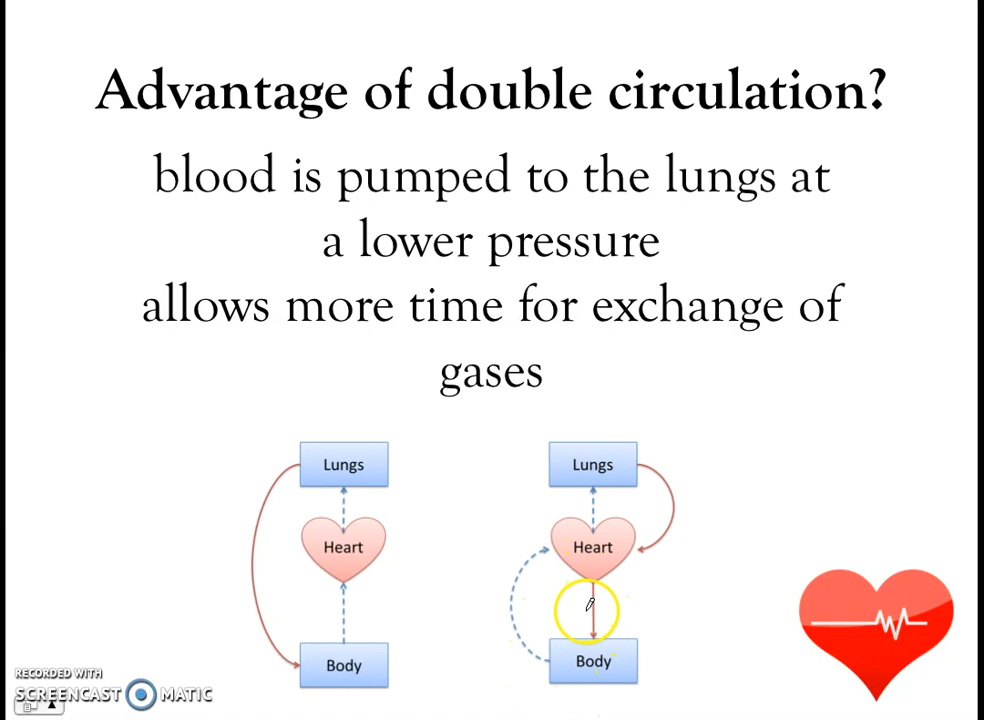 Advantage of double circulation?
blood is pumped to the lungs at
a lower pressure
allows more time for exchange of
gases
Lungs
Heart
Body
Lungs
Heart
Body
RECORDED WITH
SCREENCAST MATIC